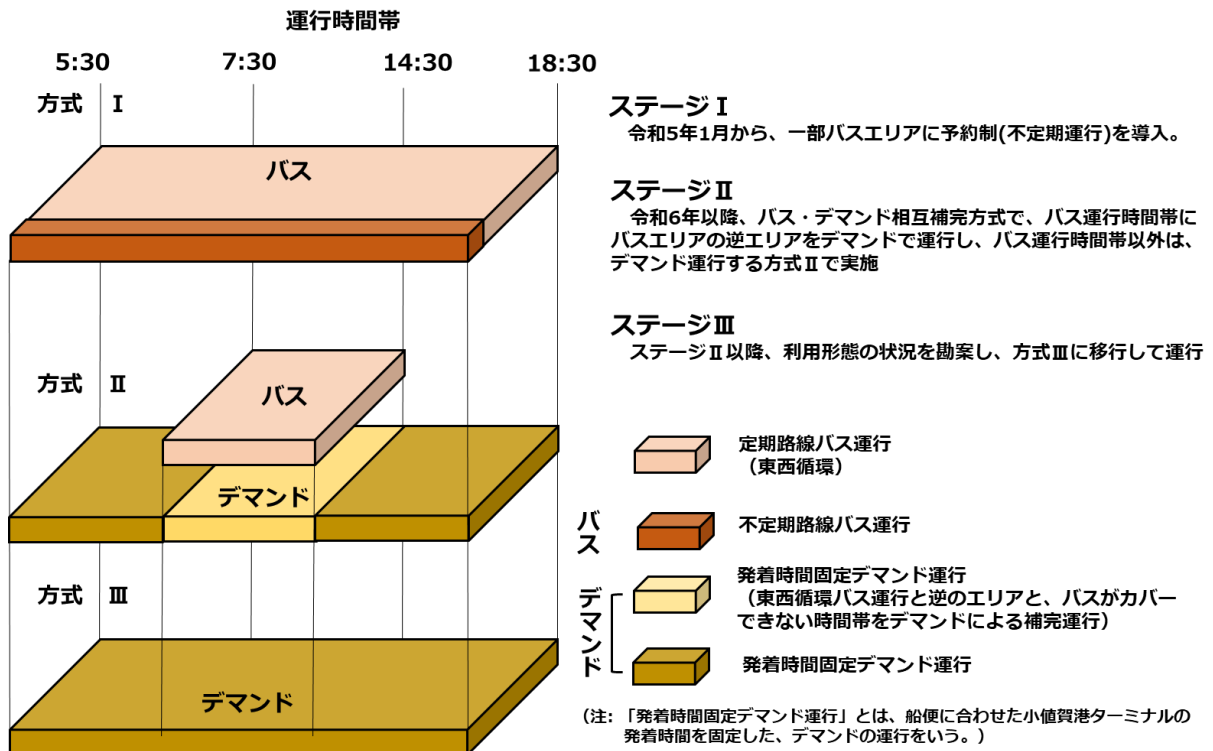 運行時間帯
5:30 7:30 14:30 18:30
方式 Ⅰ
バス
方式 Ⅱ
バス
デマンド
方式 Ⅲ
デマンド
ステージⅠ
令和5年1月から、一部バスエリアに予約制(不定期運行)を導入。
ステージⅡ
令和6年以降、バス・デマンド相互補完方式で、バス運行時間帯に
バスエリアの逆エリアをデマンドで運行し、バス運行時間帯以外は、
デマンド運行する方式Ⅱで実施
ステージⅢ
ステージⅡ以降、利用形態の状況を勘案し、方式Ⅲに移行して運行
バス
定期路線バス運行
（東西循環）
不定期路線バス運行
デマンド
発着時間固定デマンド運行
（東西循環バス運行と逆のエリアと、バスがカバー
できない時間帯をデマンドによる補完運行）
発着時間固定デマンド運行
（注: 「発着時間固定デマンド運行」とは、船便に合わせた小値賀港ターミナルの
発着時間を固定した、デマンドの運行をいう。）